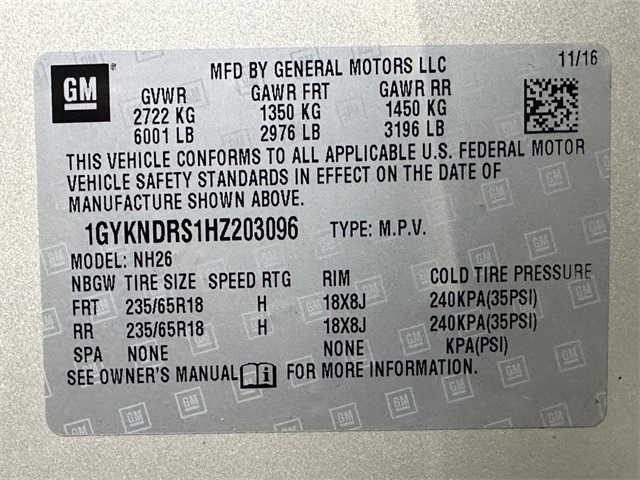 GM MFD BY GENERAL MOTORS LLC 11/16
GVWR GAWR FRT GAWR RR
2722 KG 1350 KG 1450 KG
6001 LB 2976 LB 3196 LB
THIS VEHICLE CONFORMS TO ALL APPLICABLE U.S. FEDERAL MOTOR
VEHICLE SAFETY STANDARDS IN EFFECT ON THE DATE OF
MANUFACTURE SHOWN ABOVE.
1GYKNDRS1HZ203096 TYPE: M.P.V.
MODEL: NH26
NBGW TIRE SIZE SPEED RTG RIM COLD TIRE PRESSURE
FRT 235/65R18 H 18X8J 240KPA(35PSI)
RR 235/65R18 H 18X8J 240KPA(35PSI)
SPA NONE NONE KPA(PSI)
SEE OWNER'S MANUAL i FOR MORE INFORMATION.